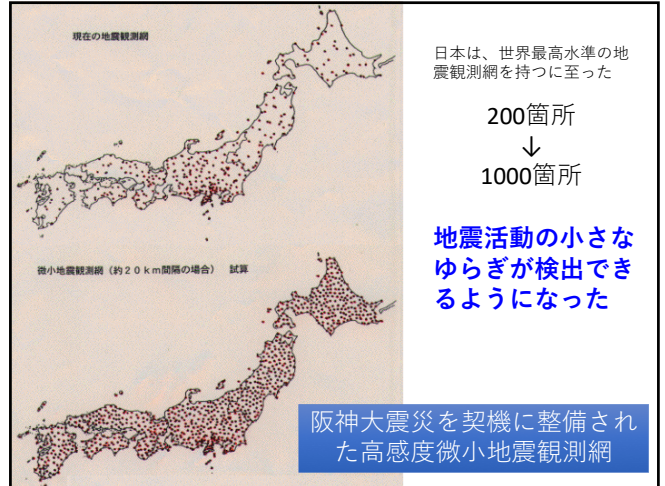 現在の地震観測網
日本は、世界最高水準の地
震観測網を持つに至った
200箇所
↓
1000箇所
地震活動の小さな
ゆらぎが検出でき
るようになった
微小地震観測網（約２０km間隔の場合） 試算
阪神大震災を契機に整備され
た高感度微小地震観測網